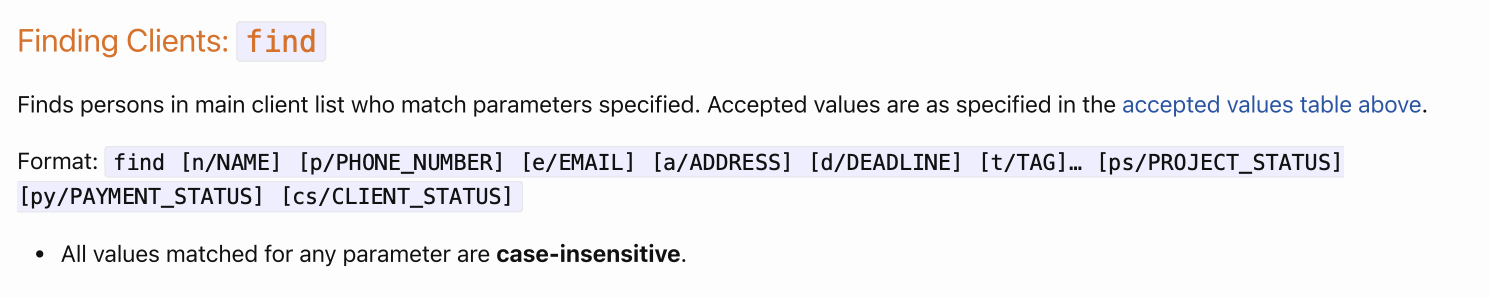 Finding Clients: find
Finds persons in main client list who match parameters specified. Accepted values are as specified in the accepted values table above.
Format: find [n/NAME] [p/PHONE_NUMBER] [e/EMAIL] [a/ADDRESS] [d/DEADLINE] [t/TAG]… [ps/PROJECT_STATUS]
[py/PAYMENT_STATUS] [cs/CLIENT_STATUS]
• All values matched for any parameter are case-insensitive.